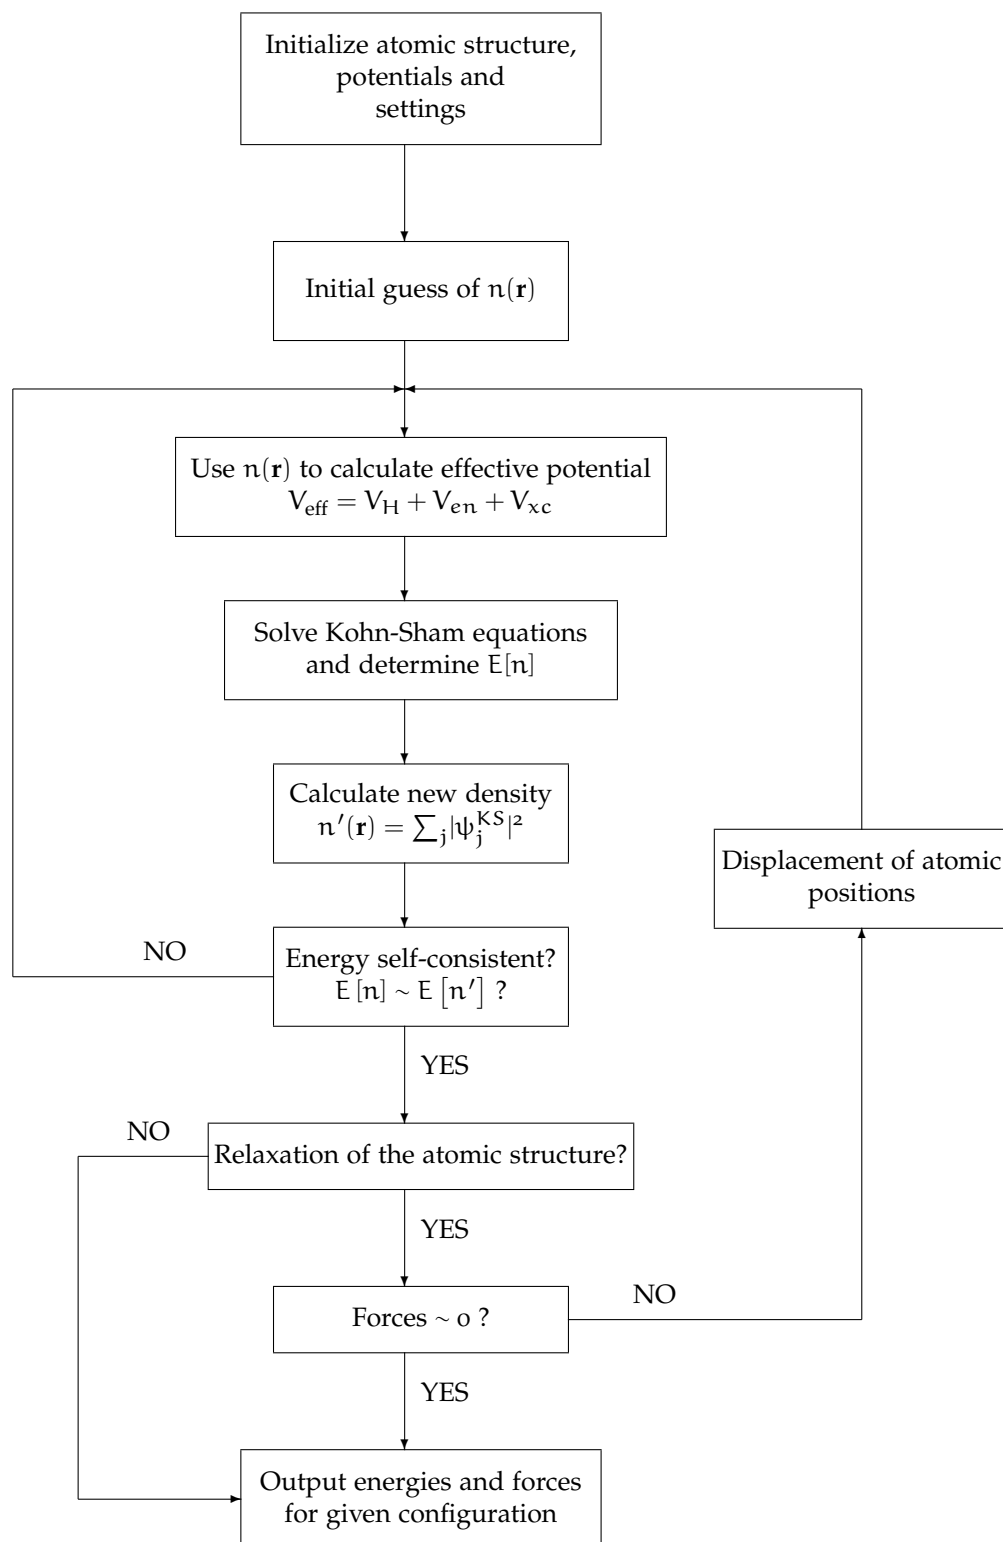 Initialize atomic structure,
potentials and
settings
Initial guess of n(r)
Use n(r) to calculate effective potential
V_eff = V_H + V_en + V_xc
Solve Kohn-Sham equations
and determine E[n]
Calculate new density
n′(r) = ∑_j|ψ_j^KS|²
Displacement of atomic
positions
NO
Energy self-consistent?
E [n] ∼ E [n′] ?
YES
NO
Relaxation of the atomic structure?
YES
Forces ∼ 0 ?
NO
YES
Output energies and forces
for given configuration